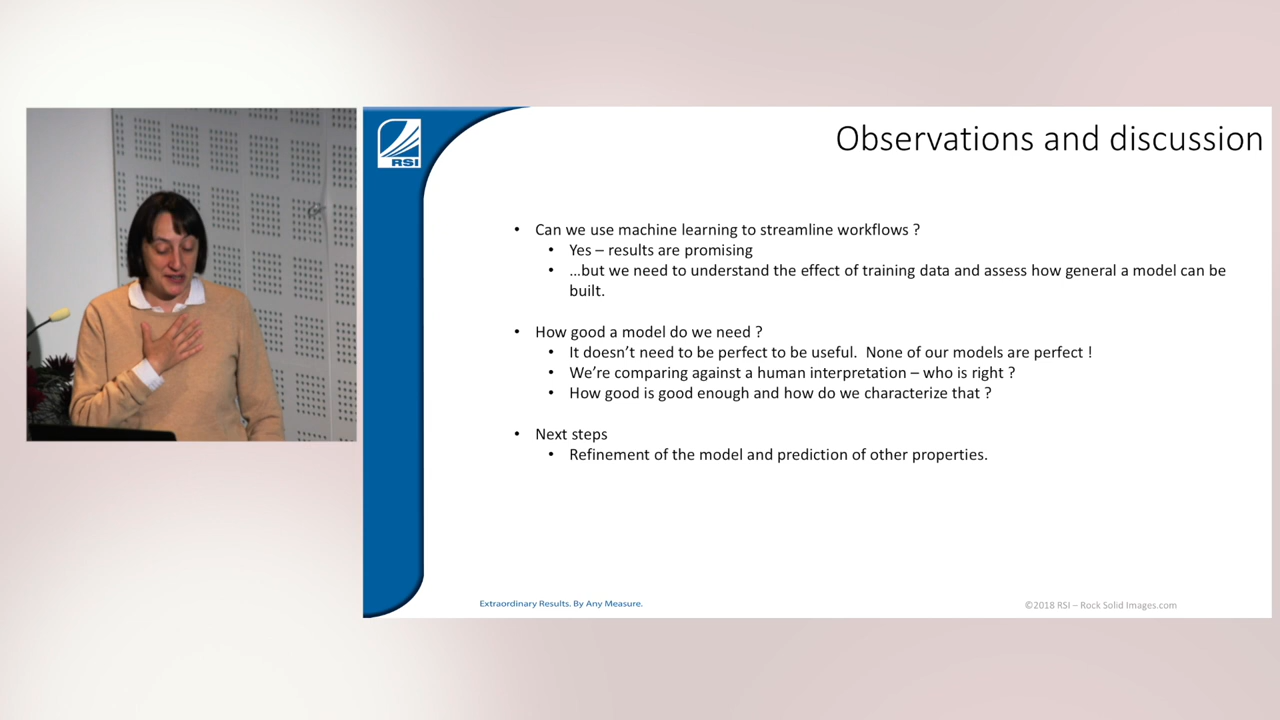 RSI
Observations and discussion
• Can we use machine learning to streamline workflows ?
• Yes – results are promising
• ...but we need to understand the effect of training data and assess how general a model can be
built.
• How good a model do we need ?
• It doesn't need to be perfect to be useful.  None of our models are perfect !
• We're comparing against a human interpretation – who is right ?
• How good is good enough and how do we characterize that ?
• Next steps
• Refinement of the model and prediction of other properties.
Extraordinary Results. By Any Measure.
©2018 RSI – Rock Solid Images.com